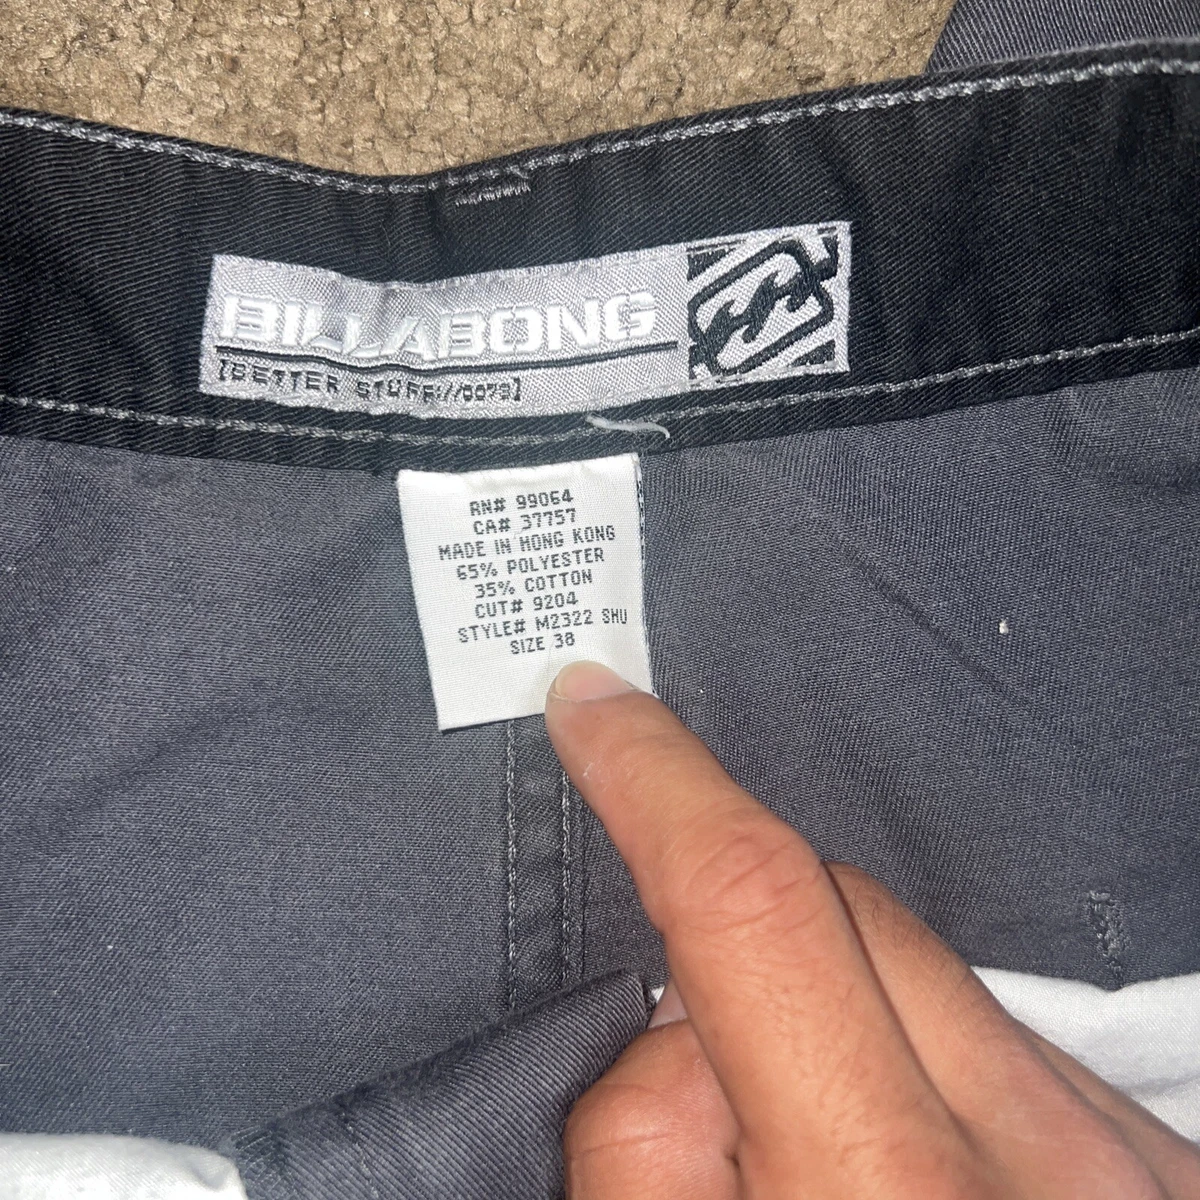 BILLABONG
[BETTER STUFF://0073]
RN# 99064
CA# 37757
MADE IN HONG KONG
65% POLYESTER
35% COTTON
CUT# 9204
STYLE# M2322 SHU
SIZE 38